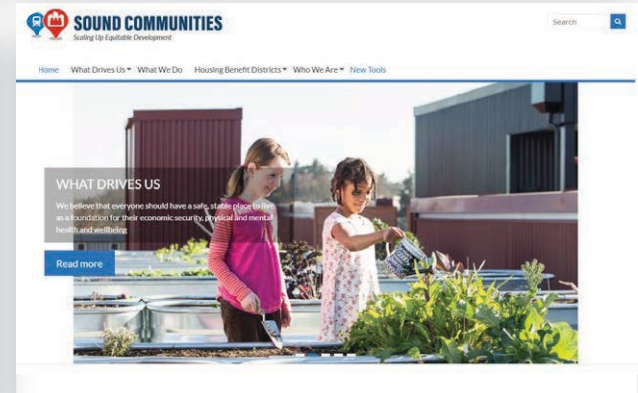 SOUND COMMUNITIES
Scaling Up Equitable Development
Search
Home What Drives Us What We Do Housing Benefit Districts Who We Are New Tools
WHAT DRIVES US
We believe that everyone should have a safe, stable place to live
as a foundation for their economic security, physical and mental
health and wellbeing
Read more